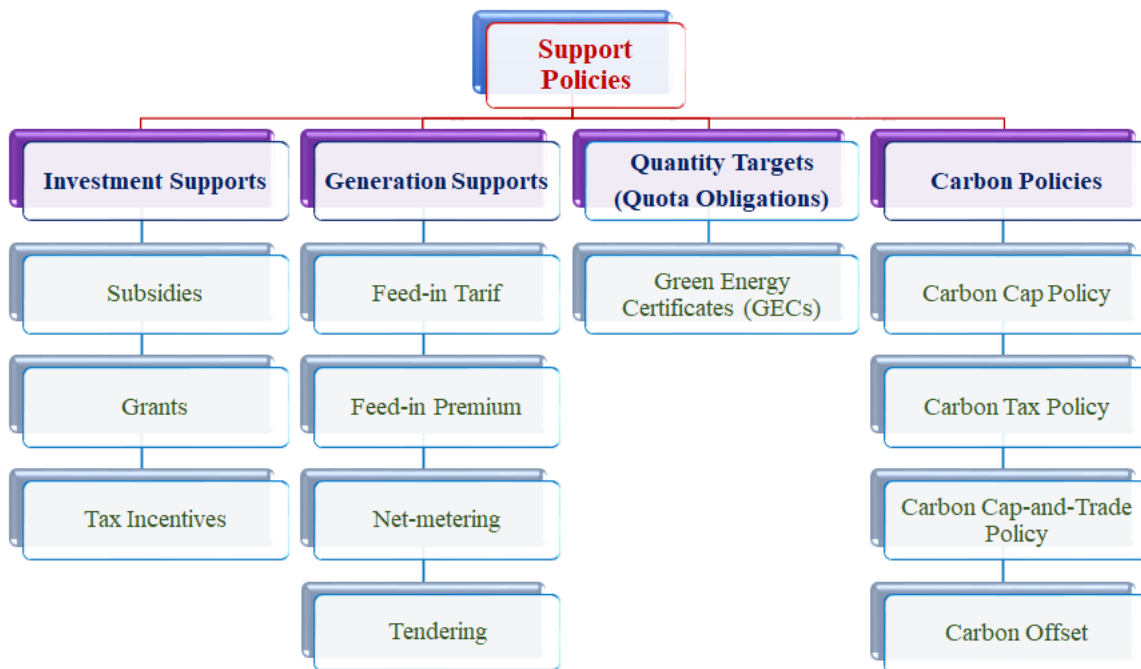 Support
Policies
Investment Supports
Generation Supports
Quantity Targets
(Quota Obligations)
Carbon Policies
Subsidies
Feed-in Tarif
Green Energy
Certificates (GECs)
Carbon Cap Policy
Grants
Feed-in Premium
Carbon Tax Policy
Tax Incentives
Net-metering
Carbon Cap-and-Trade
Policy
Tendering
Carbon Offset